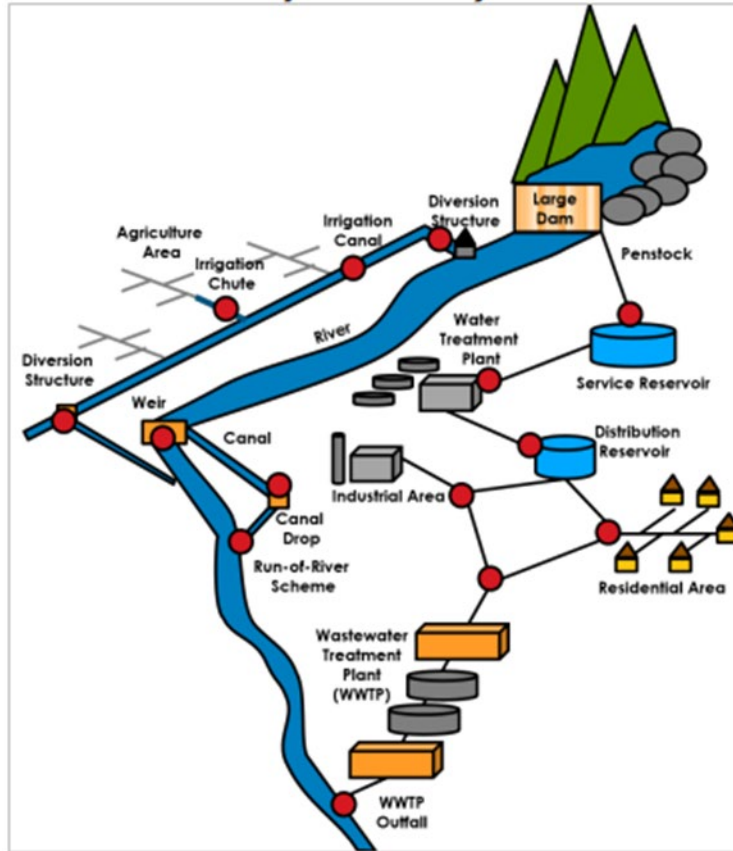 Large
Dam
Diversion
Structure
Irrigation
Canal
Agriculture
Area
Irrigation
Chute
Penstock
River
Water
Treatment
Plant
Service Reservoir
Diversion
Structure
Weir
Canal
Distribution
Reservoir
Industrial Area
Canal
Drop
Run-of-River
Scheme
Residential Area
Wastewater
Treatment
Plant
(WWTP)
WWTP
Outfall